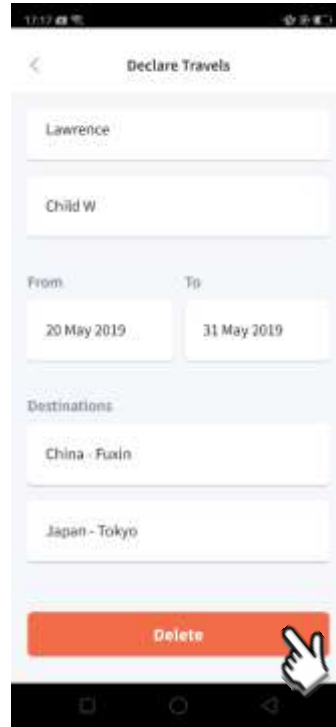 17:17
Declare Travels
Lawrence
Child W
From To
20 May 2019 31 May 2019
Destinations
China - Fuxin
Japan - Tokyo
Delete